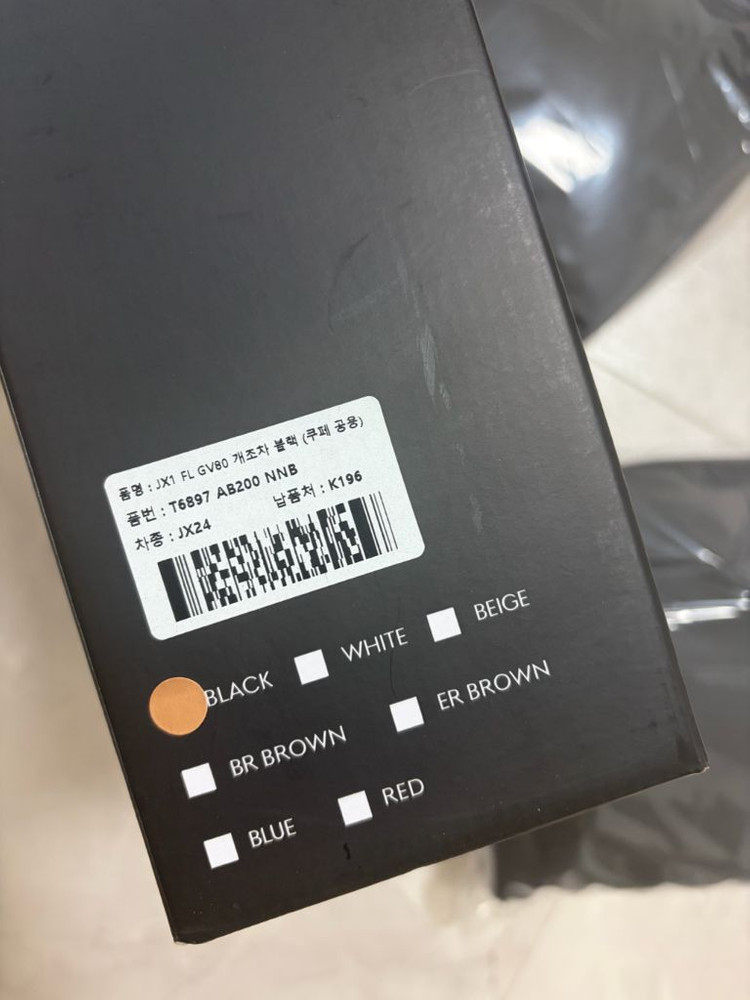 품명 : JX1 FL GV80 개조차 블랙 (쿠페 공용)
품번 : T6897 AB200 NNB
차종 : JX24 납품처 : K196
BLACK WHITE BEIGE
BR BROWN ER BROWN
BLUE RED